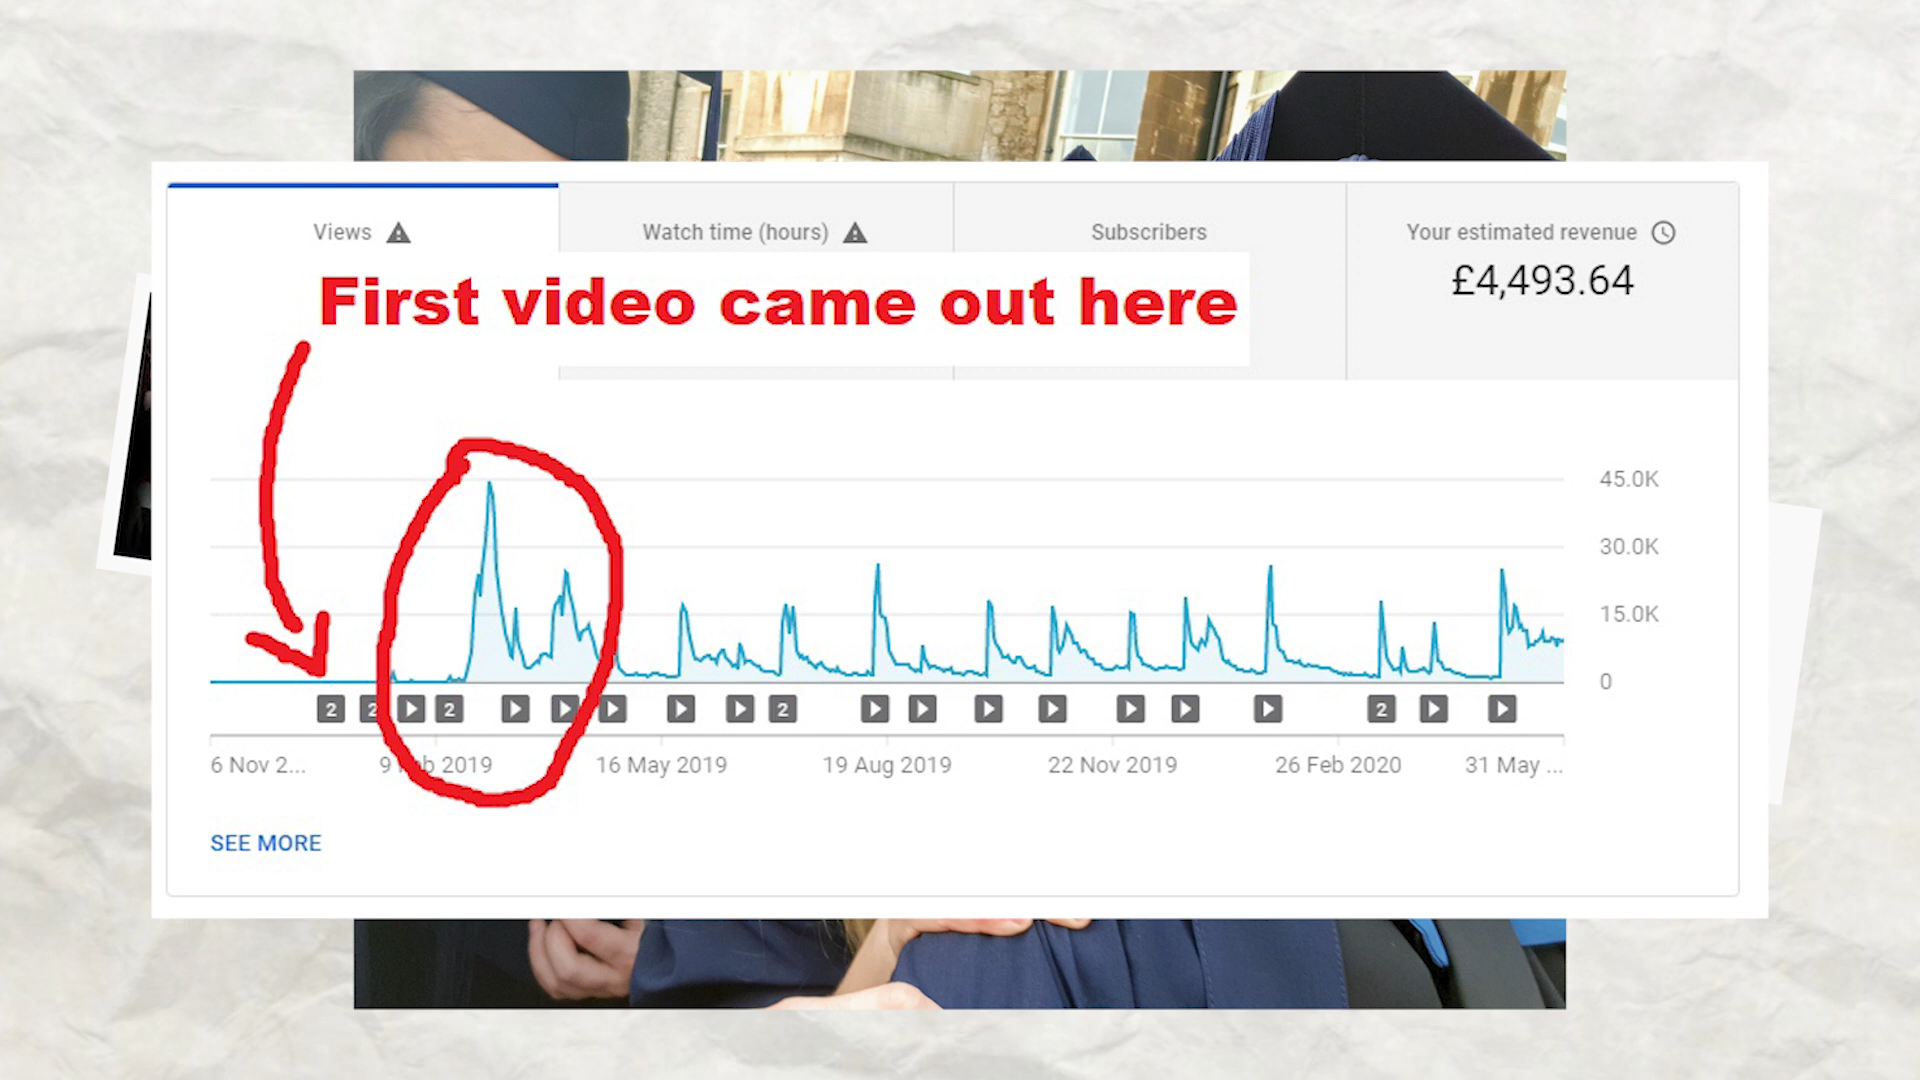 Views
Watch time (hours)
Subscribers
Your estimated revenue
£4,493.64
First video came out here
45.0K
30.0K
15.0K
0
2 2 2 2 2
6 Nov 2... 9 Feb 2019 16 May 2019 19 Aug 2019 22 Nov 2019 26 Feb 2020 31 May ...
SEE MORE